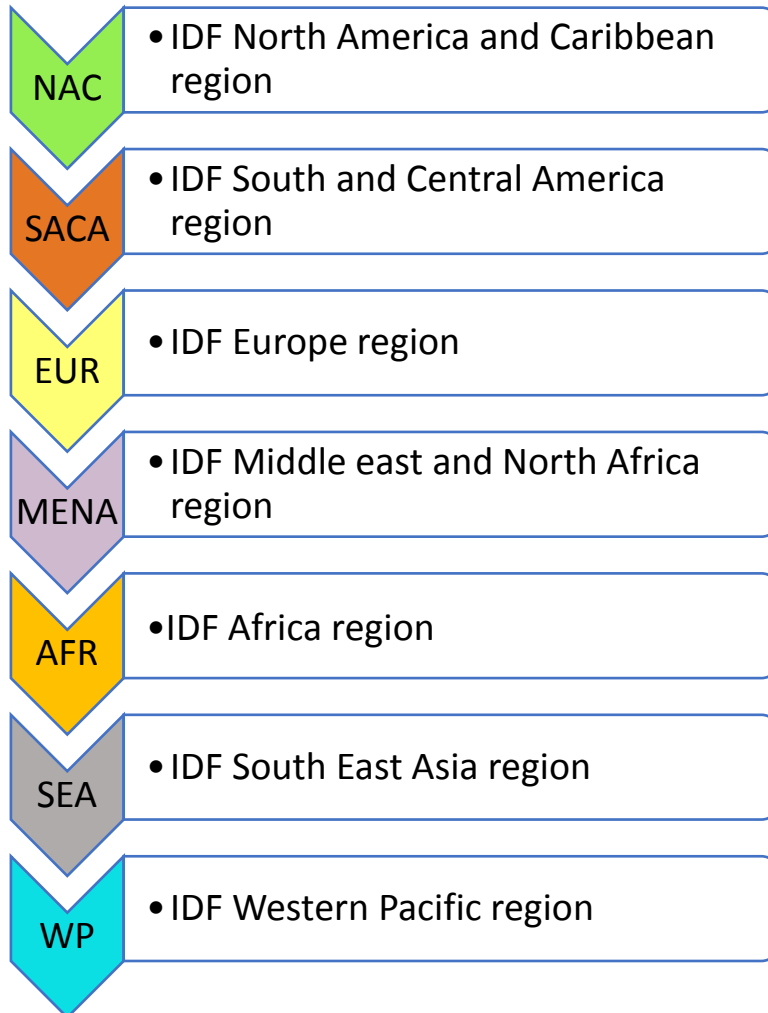 NAC
• IDF North America and Caribbean
region
SACA
• IDF South and Central America
region
EUR
• IDF Europe region
MENA
• IDF Middle east and North Africa
region
AFR
•IDF Africa region
SEA
• IDF South East Asia region
WP
• IDF Western Pacific region